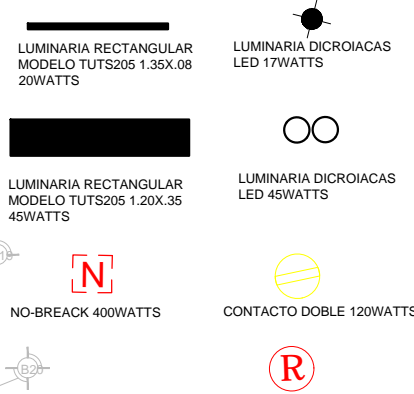 LUMINARIA RECTANGULAR
MODELO TUTS205 1.35X.08
20WATTS
LUMINARIA DICROIACAS
LED 17WATTS
LUMINARIA RECTANGULAR
MODELO TUTS205 1.20X.35
45WATTS
LUMINARIA DICROIACAS
LED 45WATTS
N
NO-BREACK 400WATTS
CONTACTO DOBLE 120WATTS
R